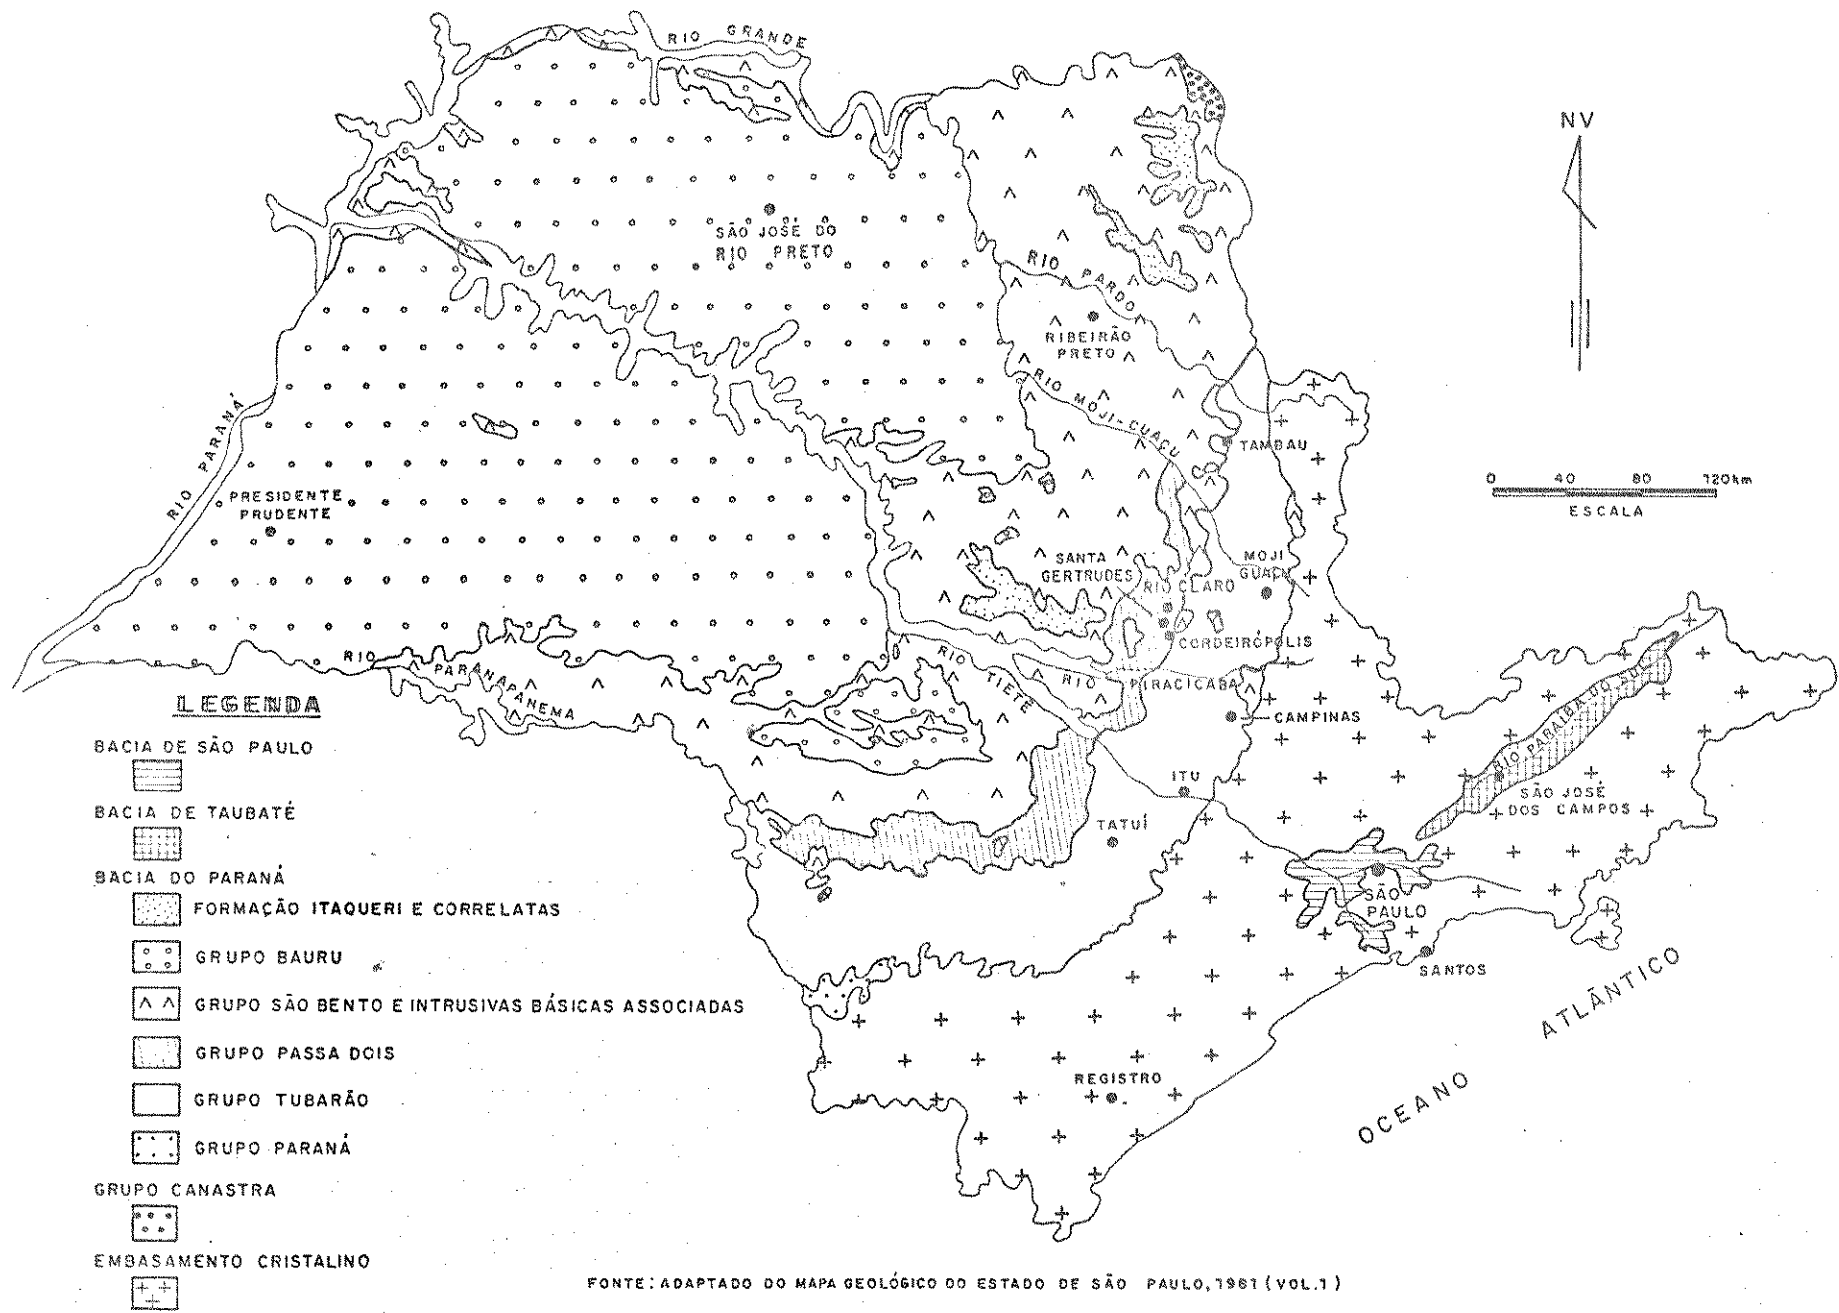 RIO GRANDE
NV
SÃO JOSÉ DO
RIO PRETO
RIO PARDO
RIBEIRÃO
PRETO
RIO MOJI-GUAÇU
TAMBAU
RIO PARANÁ
0 40 80 120km
ESCALA
PRESIDENTE
PRUDENTE
SANTA
GERTRUDES
MOJI
GUAÇU
RIO CLARO
CORDEIRÓPOLIS
RIO PARANAPANEMA
RIO TIETÊ
RIO PIRACICABA
CAMPINAS
RIO PARAIBA DO SUL
SÃO JOSÉ
DOS CAMPOS
ITU
TATUÍ
SÃO
PAULO
SANTOS
REGISTRO
OCEANO ATLÂNTICO
LEGENDA
BACIA DE SÃO PAULO
BACIA DE TAUBATÉ
BACIA DO PARANÁ
FORMAÇÃO ITAQUERI E CORRELATAS
GRUPO BAURU
GRUPO SÃO BENTO E INTRUSIVAS BÁSICAS ASSOCIADAS
GRUPO PASSA DOIS
GRUPO TUBARÃO
GRUPO PARANÁ
GRUPO CANASTRA
EMBASAMENTO CRISTALINO
FONTE: ADAPTADO DO MAPA GEOLÓGICO DO ESTADO DE SÃO PAULO, 1981 (VOL.1)